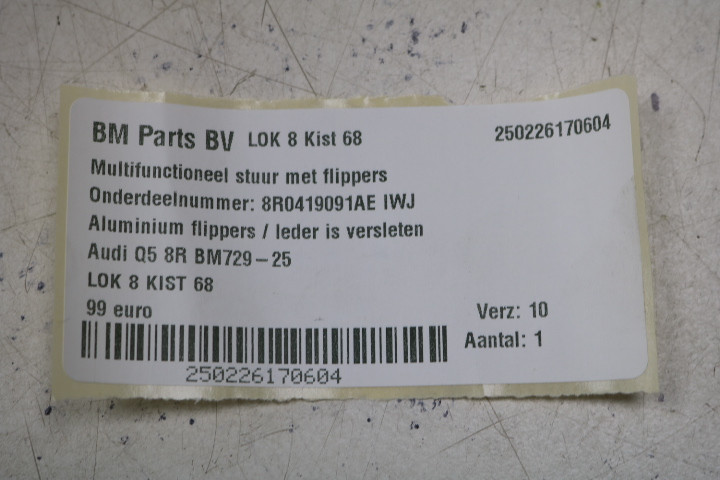 BM Parts BV LOK 8 Kist 68 250226170604
Multifunctioneel stuur met flippers
Onderdeelnummer: 8R0419091AE IWJ
Aluminium flippers / leder is versleten
Audi Q5 8R BM729-25
LOK 8 KIST 68
99 euro Verz: 10
Aantal: 1
250226170604